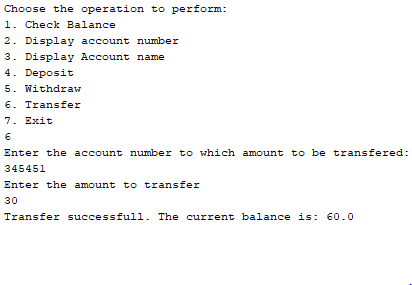 Choose the operation to perform:
1. Check Balance
2. Display account number
3. Display Account name
4. Deposit
5. Withdraw
6. Transfer
7. Exit
6
Enter the account number to which amount to be transfered:
345451
Enter the amount to transfer
30
Transfer successfull. The current balance is: 60.0